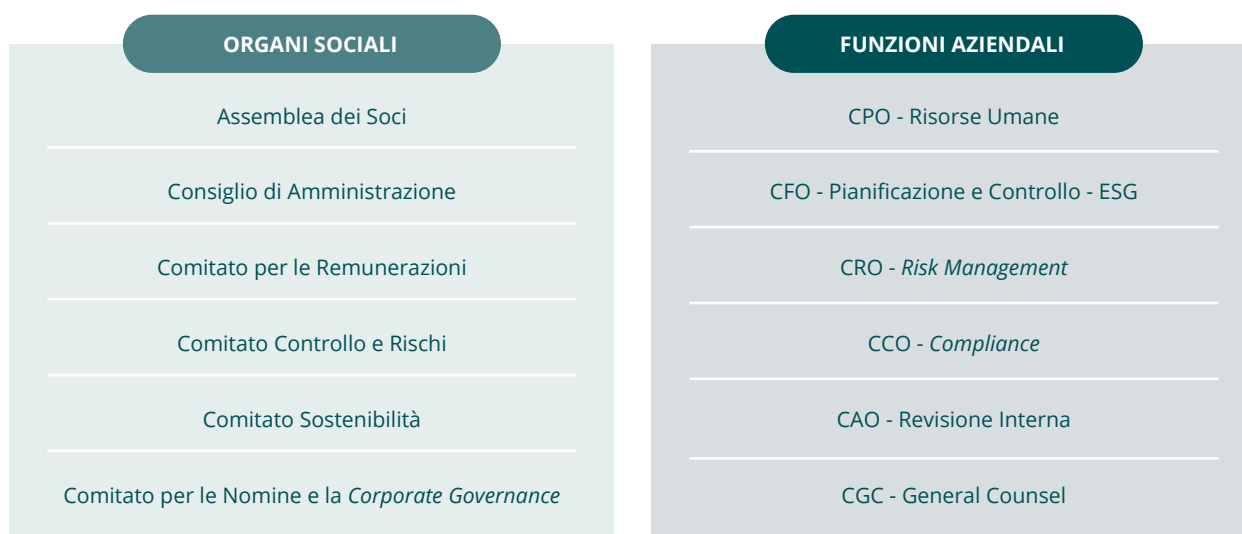 ORGANI SOCIALI
Assemblea dei Soci
Consiglio di Amministrazione
Comitato per le Remunerazioni
Comitato Controllo e Rischi
Comitato Sostenibilità
Comitato per le Nomine e la Corporate Governance
FUNZIONI AZIENDALI
CPO - Risorse Umane
CFO - Pianificazione e Controllo - ESG
CRO - Risk Management
CCO - Compliance
CAO - Revisione Interna
CGC - General Counsel